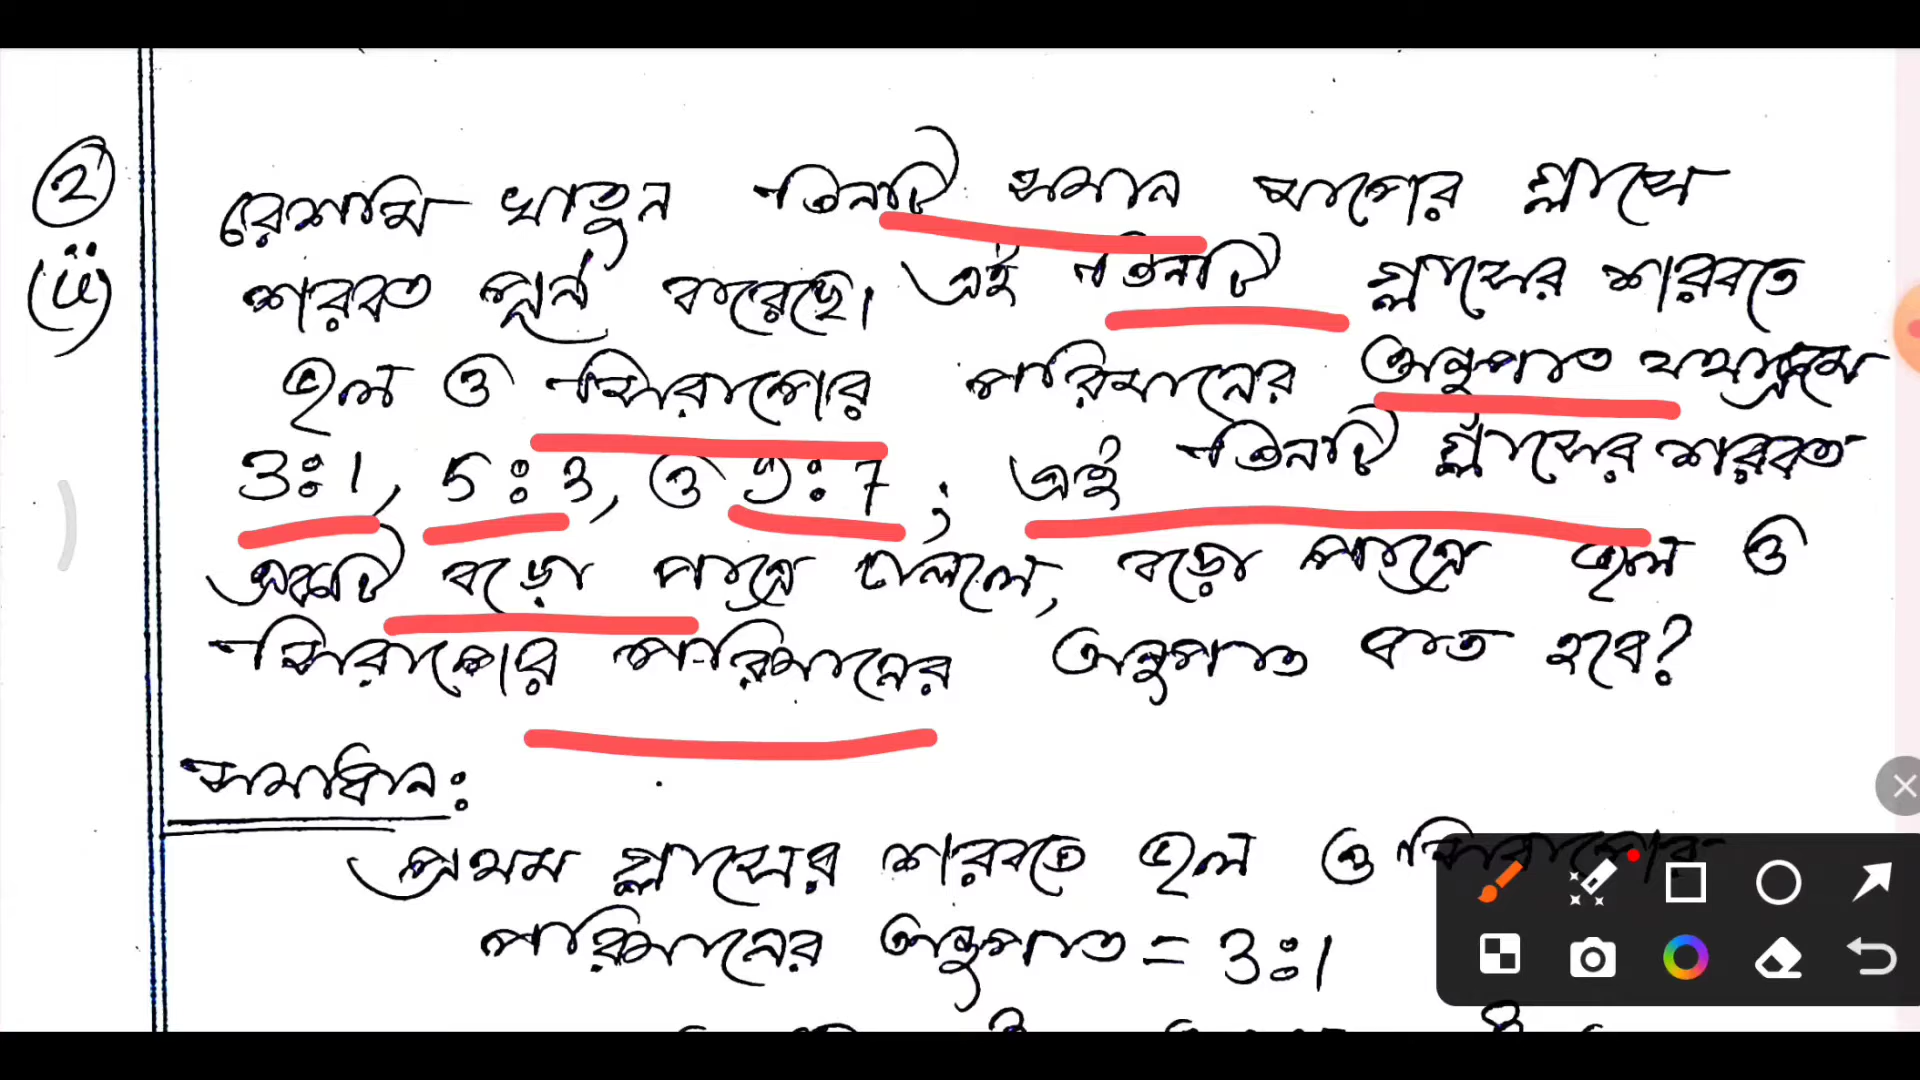 ২
(ii)
রেশমি খাতুন তিনটি সমান মাপের গ্লাসে
শরবত পূর্ন করেছে। এই তিনটি গ্লাসের শরবতে
জল ও সিরাপের পরিমানের অনুপাত যথাক্রমে
3:1, 5:3, ও 9:7; এই তিনটি গ্লাসের শরবত
একটি বড়ো পাত্রে ঢাললে, বড়ো পাত্রে জল ও
সিরাপের পরিমানের অনুপাত কত হবে?
সমাধান:
প্রথম গ্লাসের শরবতে জল ও সিরাপের
পরিমানের অনুপাত = 3:1